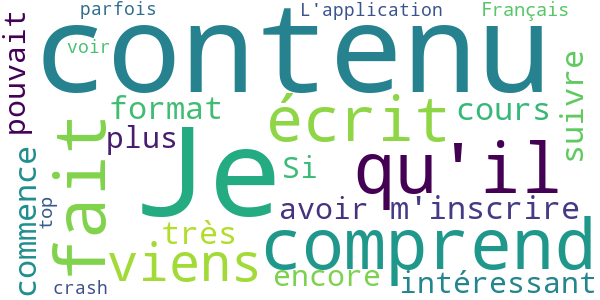 parfois
L'application
Français
contenu
voir
pouvait
format
écrit
cours
suivre
plus
fait
Je
Si
qu'il
commence
top
avoir
m'inscrire
très
viens
comprend
encore
intéressant
crash